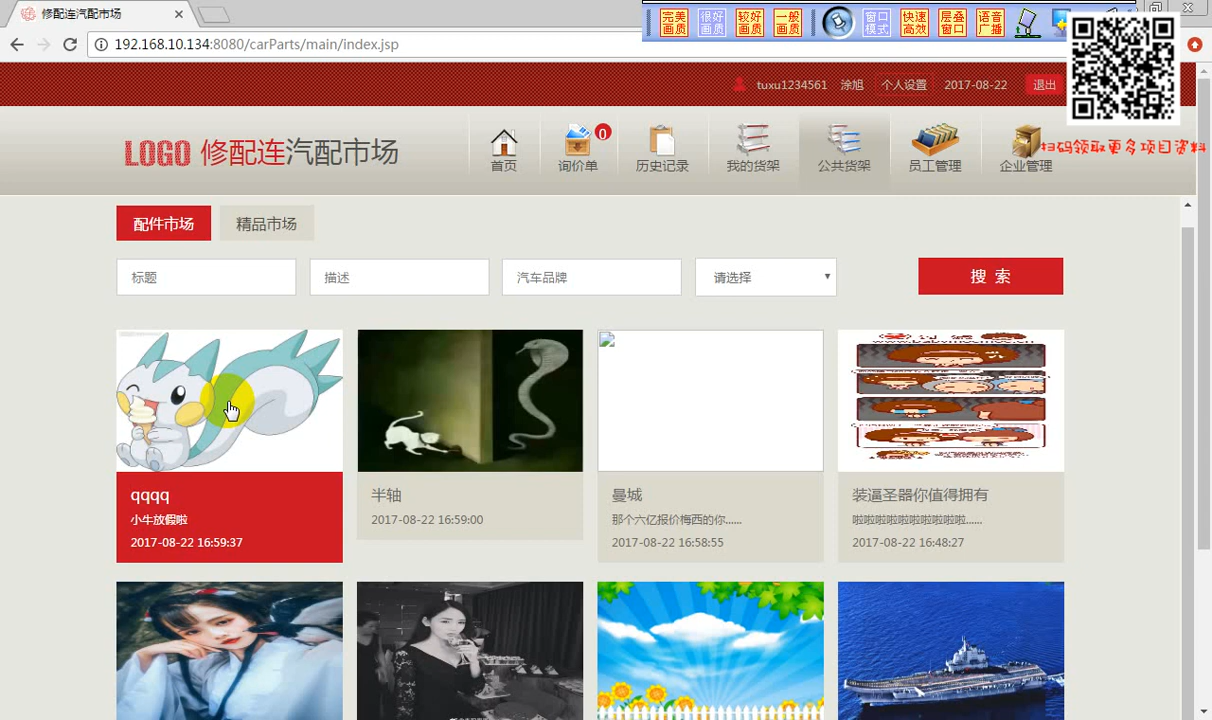 修配连汽配市场
完美画质
很好画质
较好画质
一般画质
窗口模式
快速高效
层叠窗口
语音广播
192.168.10.134:8080/carParts/main/index.jsp
tuxu1234561 涂旭 个人设置 2017-08-22 退出
LOGO 修配连汽配市场
0
首页 询价单 历史记录 我的货架 公共货架 员工管理 企业管理
扫码领取更多项目资料
配件市场 精品市场
标题 描述 汽车品牌 请选择 搜 索
qqqq
小牛放假啦
2017-08-22 16:59:37
半轴
2017-08-22 16:59:00
曼城
那个六亿报价梅西的你......
2017-08-22 16:58:55
装逼圣器你值得拥有
啦啦啦啦啦啦啦啦啦啦......
2017-08-22 16:48:27